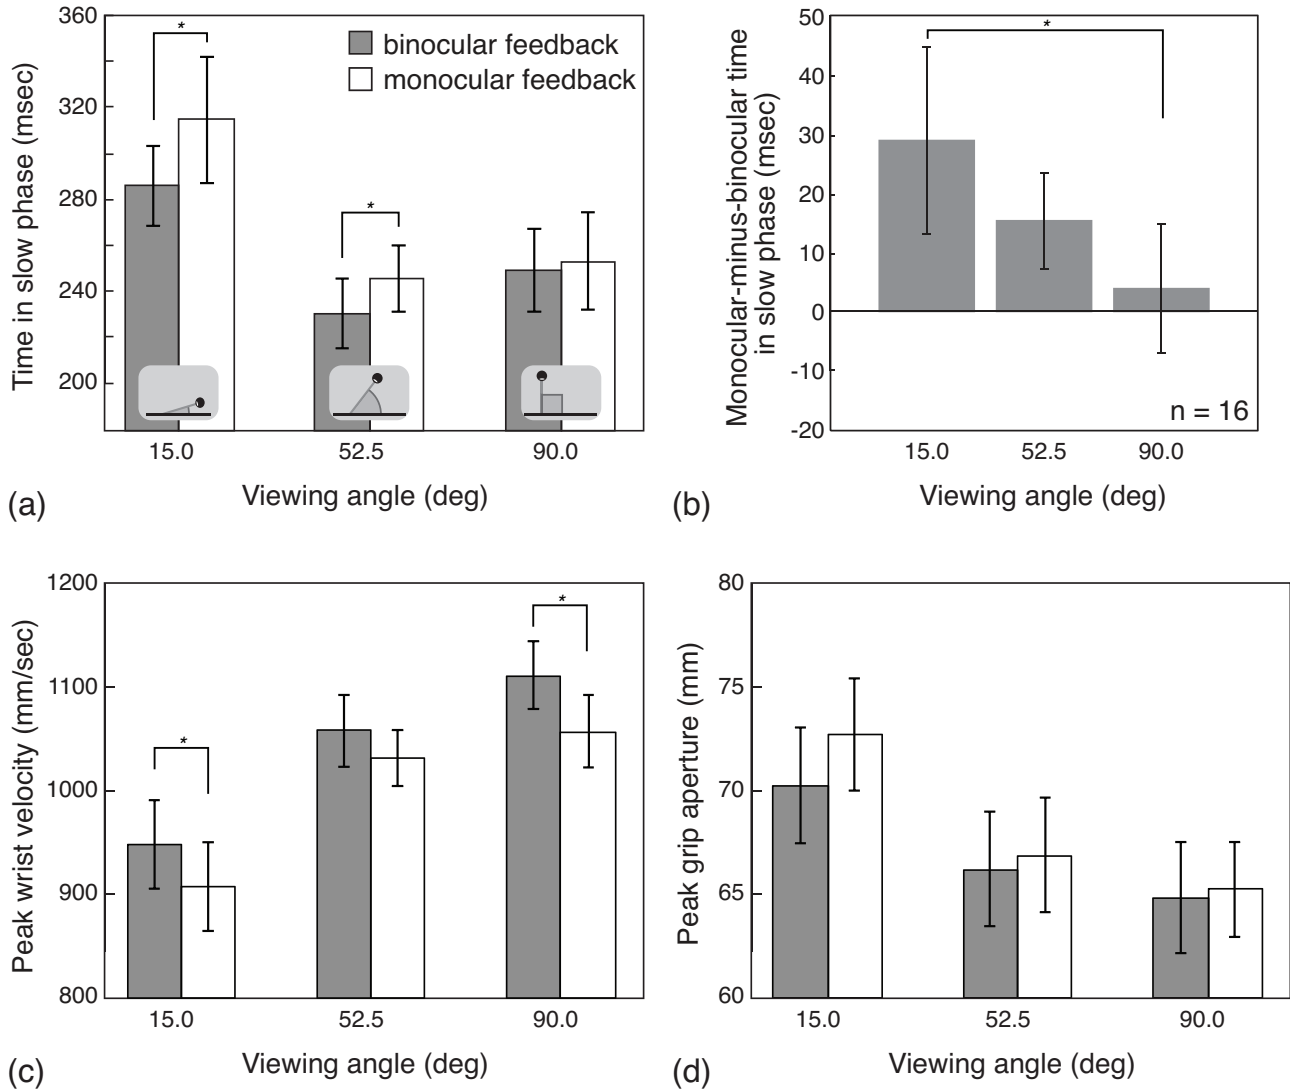 360
320
280
240
200
Time in slow phase (msec)
*
*
binocular feedback
monocular feedback
15.0 52.5 90.0
Viewing angle (deg)
(a)
50
40
30
20
10
0
-10
-20
Monocular-minus-binocular time
in slow phase (msec)
*
n = 16
15.0 52.5 90.0
Viewing angle (deg)
(b)
1200
1100
1000
900
800
Peak wrist velocity (mm/sec)
*
*
15.0 52.5 90.0
Viewing angle (deg)
(c)
80
75
70
65
60
Peak grip aperture (mm)
15.0 52.5 90.0
Viewing angle (deg)
(d)